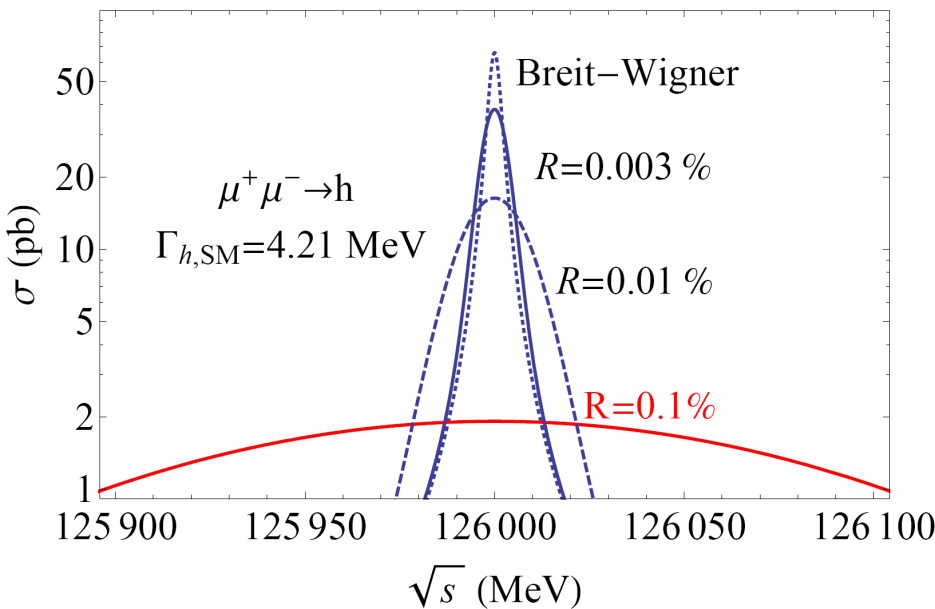 Breit−Wigner
R=0.003 %
μ⁺μ⁻→h
Γh,SM=4.21 MeV
R=0.01 %
R=0.1%
σ (pb)
50
20
10
5
2
1
125 900
125 950
126 000
126 050
126 100
√s (MeV)